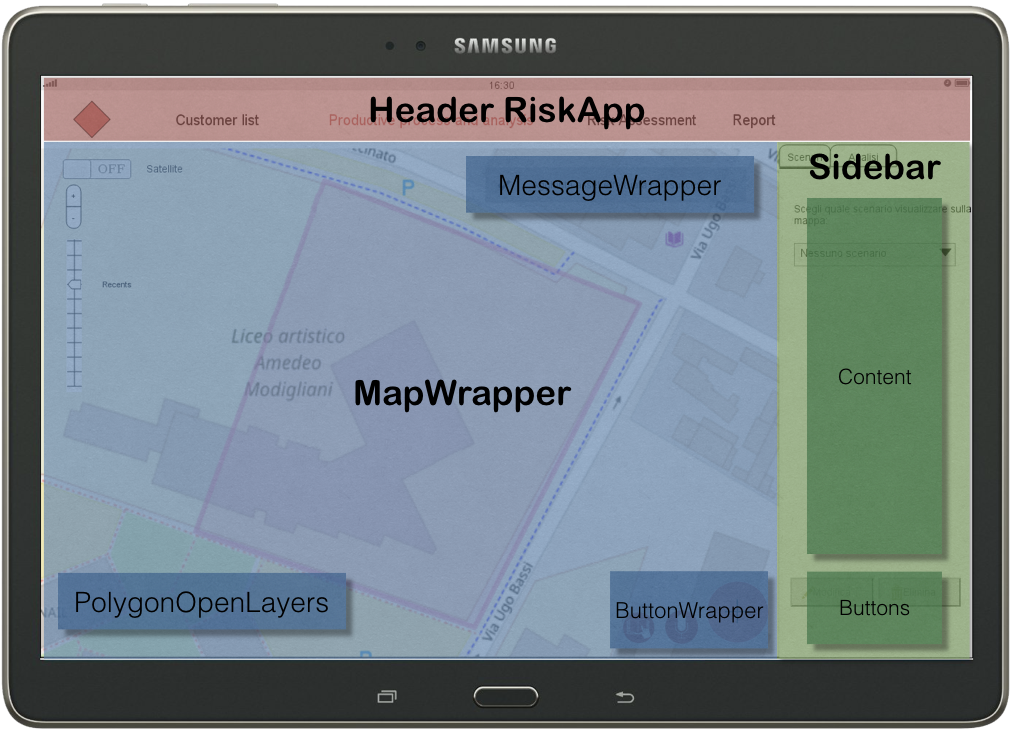 SAMSUNG
16.30
Header RiskApp
Customer list
Productive process and analysis
Risk Assessment
Report
OFF
Satellite
MessageWrapper
Sidebar
Analisi
Scegli quale scenario visualizzare sulla
mappa:
P
Via Ugo Bassi
Nessuno scenario
Recents
Liceo artistico
Amedeo
Modigliani
MapWrapper
Content
PolygonOpenLayers
ButtonWrapper
Buttons
Via Ugo Bassi
P